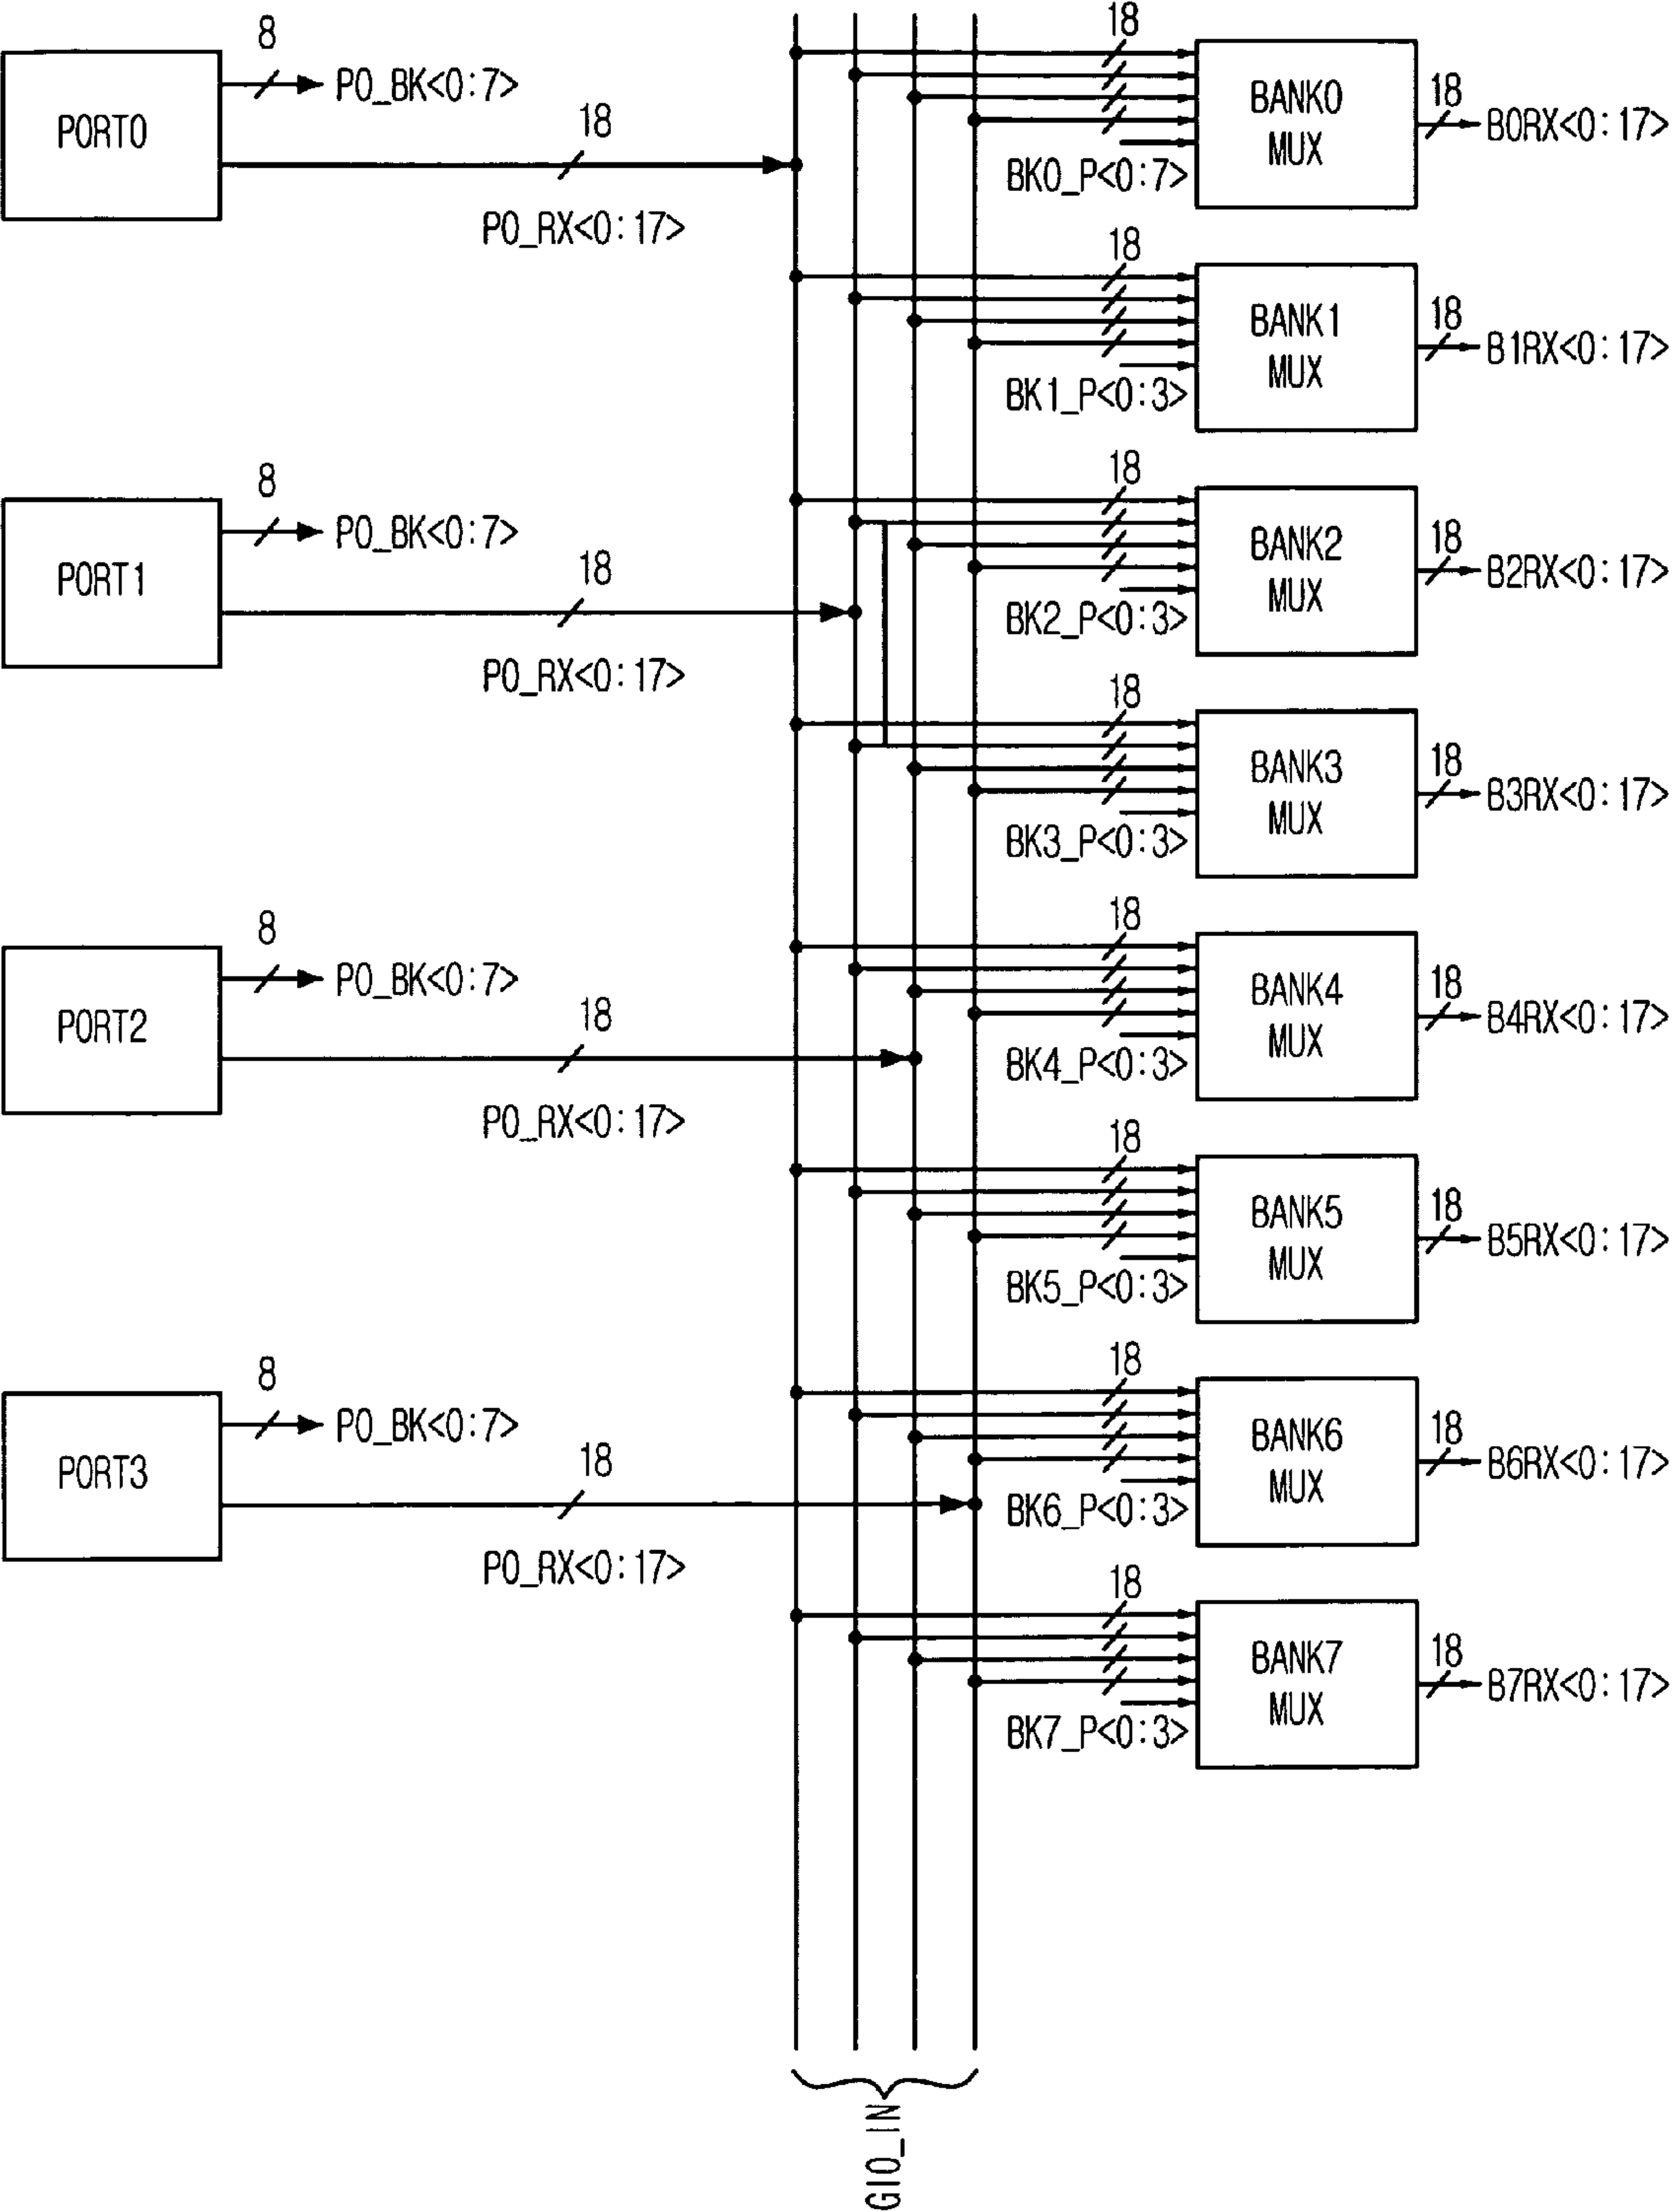 8
PORT0
P0_BK<0:7>
18
P0_RX<0:17>
18
BANK0
MUX
BK0_P<0:7>
18
B0RX<0:17>
18
BANK1
MUX
BK1_P<0:3>
18
B1RX<0:17>
8
PORT1
P0_BK<0:7>
18
P0_RX<0:17>
18
BANK2
MUX
BK2_P<0:3>
18
B2RX<0:17>
18
BANK3
MUX
BK3_P<0:3>
18
B3RX<0:17>
8
PORT2
P0_BK<0:7>
18
P0_RX<0:17>
18
BANK4
MUX
BK4_P<0:3>
18
B4RX<0:17>
18
BANK5
MUX
BK5_P<0:3>
18
B5RX<0:17>
8
PORT3
P0_BK<0:7>
18
P0_RX<0:17>
18
BANK6
MUX
BK6_P<0:3>
18
B6RX<0:17>
18
BANK7
MUX
BK7_P<0:3>
18
B7RX<0:17>
GIO_IN